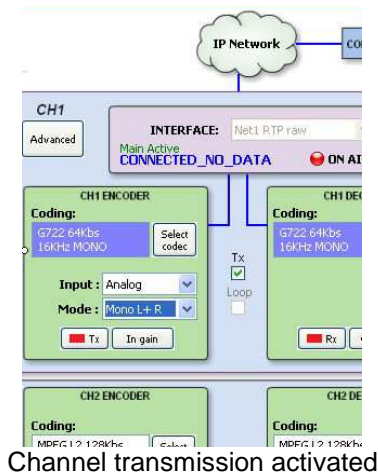 IP Network
CO
CH1
Advanced
INTERFACE: Net1 RTP raw
Main Active
CONNECTED_NO_DATA ON AI
CH1 ENCODER
Coding:
G722 64Kbs
16KHz MONO
Select
codec
Input : Analog
Mode : Mono L+ R
Tx In gain
Tx
Loop
CH1 DEC
Coding:
G722 64Kbs
16KHz MONO
Rx
CH2 ENCODER
Coding:
MPEG L2 128Kbs Select
CH2 DE
Coding:
MPEG L2 128Kbs
Channel transmission activated